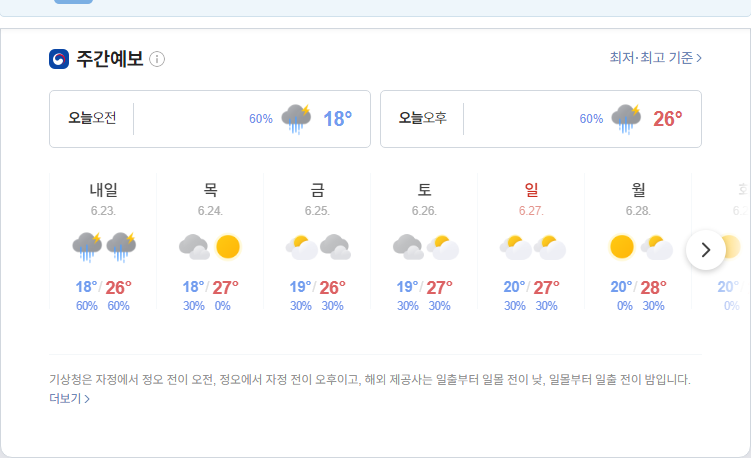 주간예보
최저·최고 기준 >
오늘오전 60% 18°
오늘오후 60% 26°
내일 목 금 토 일 월
6.23. 6.24. 6.25. 6.26. 6.27. 6.28.
18°/26° 18°/27° 19°/26° 19°/27° 20°/27° 20°/28° 20°
60% 60% 30% 0% 30% 30% 30% 30% 30% 30% 0% 30% 0%
기상청은 자정에서 정오 전이 오전, 정오에서 자정 전이 오후이고, 해외 제공사는 일출부터 일몰 전이 낮, 일몰부터 일출 전이 밤입니다.
더보기 >